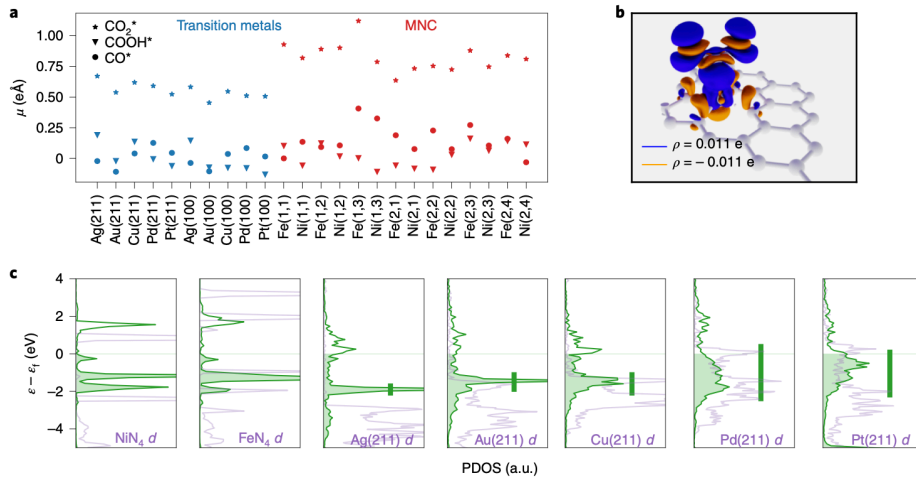 a
CO₂*
COOH*
CO*
Transition metals
MNC
1.00
0.75
0.50
0.25
0
μ (eÅ)
Ag(211)
Au(211)
Cu(211)
Pd(211)
Pt(211)
Ag(100)
Au(100)
Cu(100)
Pd(100)
Pt(100)
Fe(1,1)
Ni(1,1)
Fe(1,2)
Ni(1,2)
Fe(1,3)
Ni(1,3)
Fe(2,1)
Ni(2,1)
Fe(2,2)
Ni(2,2)
Fe(2,3)
Ni(2,3)
Fe(2,4)
Ni(2,4)
b
ρ = 0.011 e
ρ = − 0.011 e
c
4
2
0
−2
−4
ε − εf (eV)
NiN₄ d
FeN₄ d
Ag(211) d
Au(211) d
Cu(211) d
Pd(211) d
Pt(211) d
PDOS (a.u.)